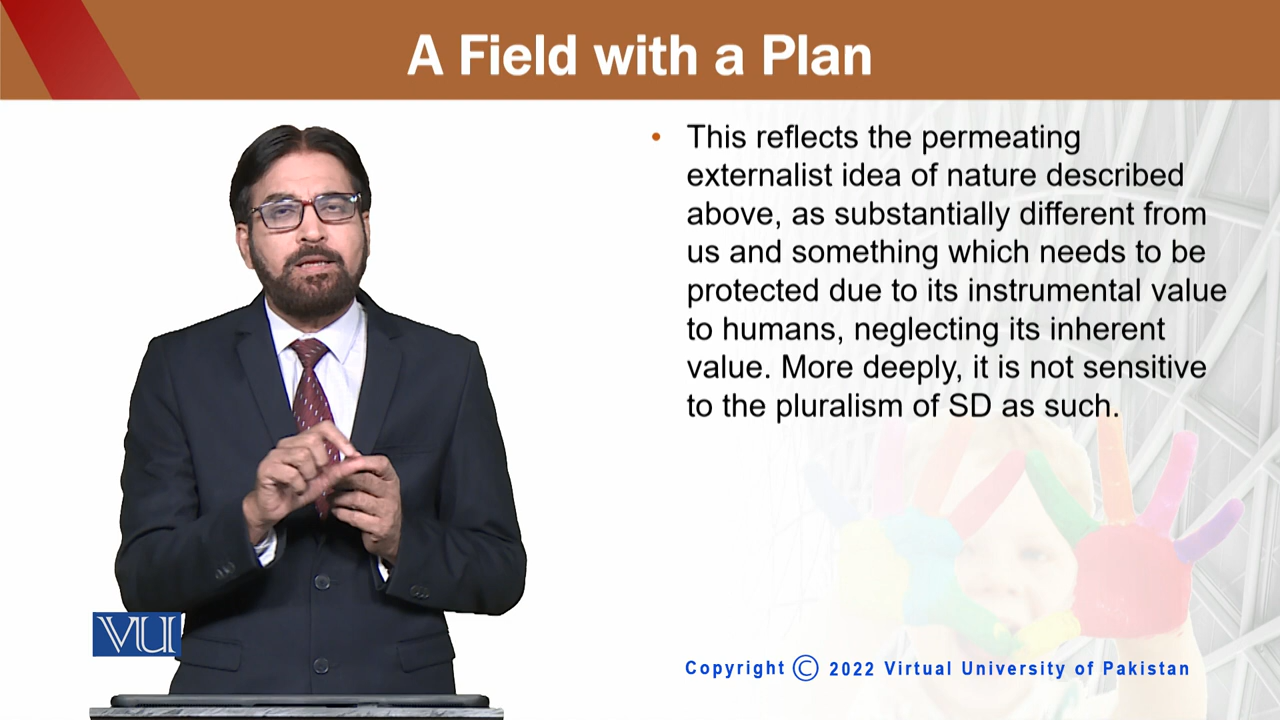 A Field with a Plan
• This reflects the permeating
externalist idea of nature described
above, as substantially different from
us and something which needs to be
protected due to its instrumental value
to humans, neglecting its inherent
value. More deeply, it is not sensitive
to the pluralism of SD as such.
VU
Copyright © 2022 Virtual University of Pakistan